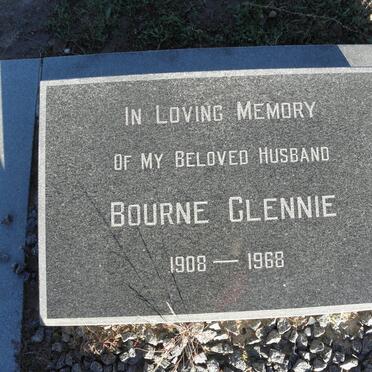 IN LOVING MEMORY
OF MY BELOVED HUSBAND
BOURNE GLENNIE
1908 — 1968